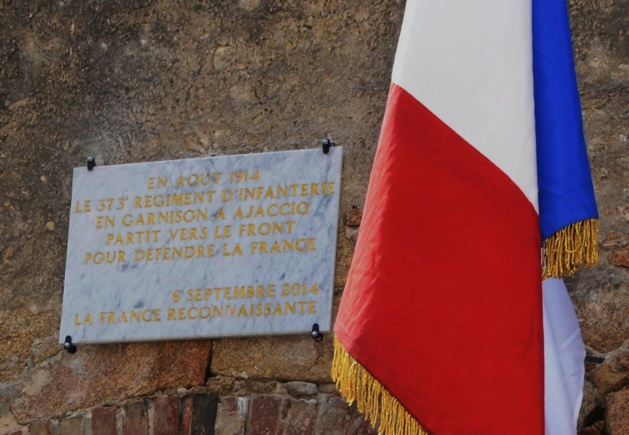 EN AOUT 1914
LE 373E REGIMENT D'INFANTERIE
EN GARNISON A AJACCIO
PARTIT VERS LE FRONT
POUR DEFENDRE LA FRANCE
6 SEPTEMBRE 2014
LA FRANCE RECONNAISSANTE